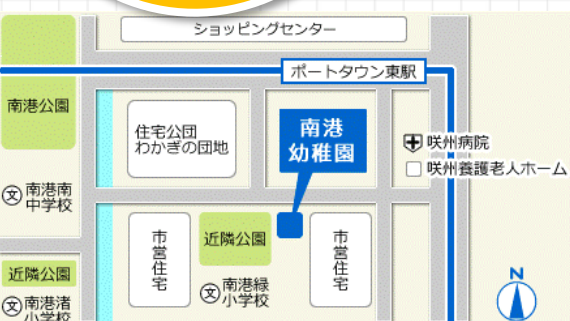 ショッピングセンター
ポートタウン東駅
南港公園
住宅公団
わかぎの団地
南港
幼稚園
咲州病院
咲州養護老人ホーム
文
南港南
中学校
市営住宅
近隣公園
市営住宅
文
南港緑
小学校
近隣公園
文
南港渚
小学校
N